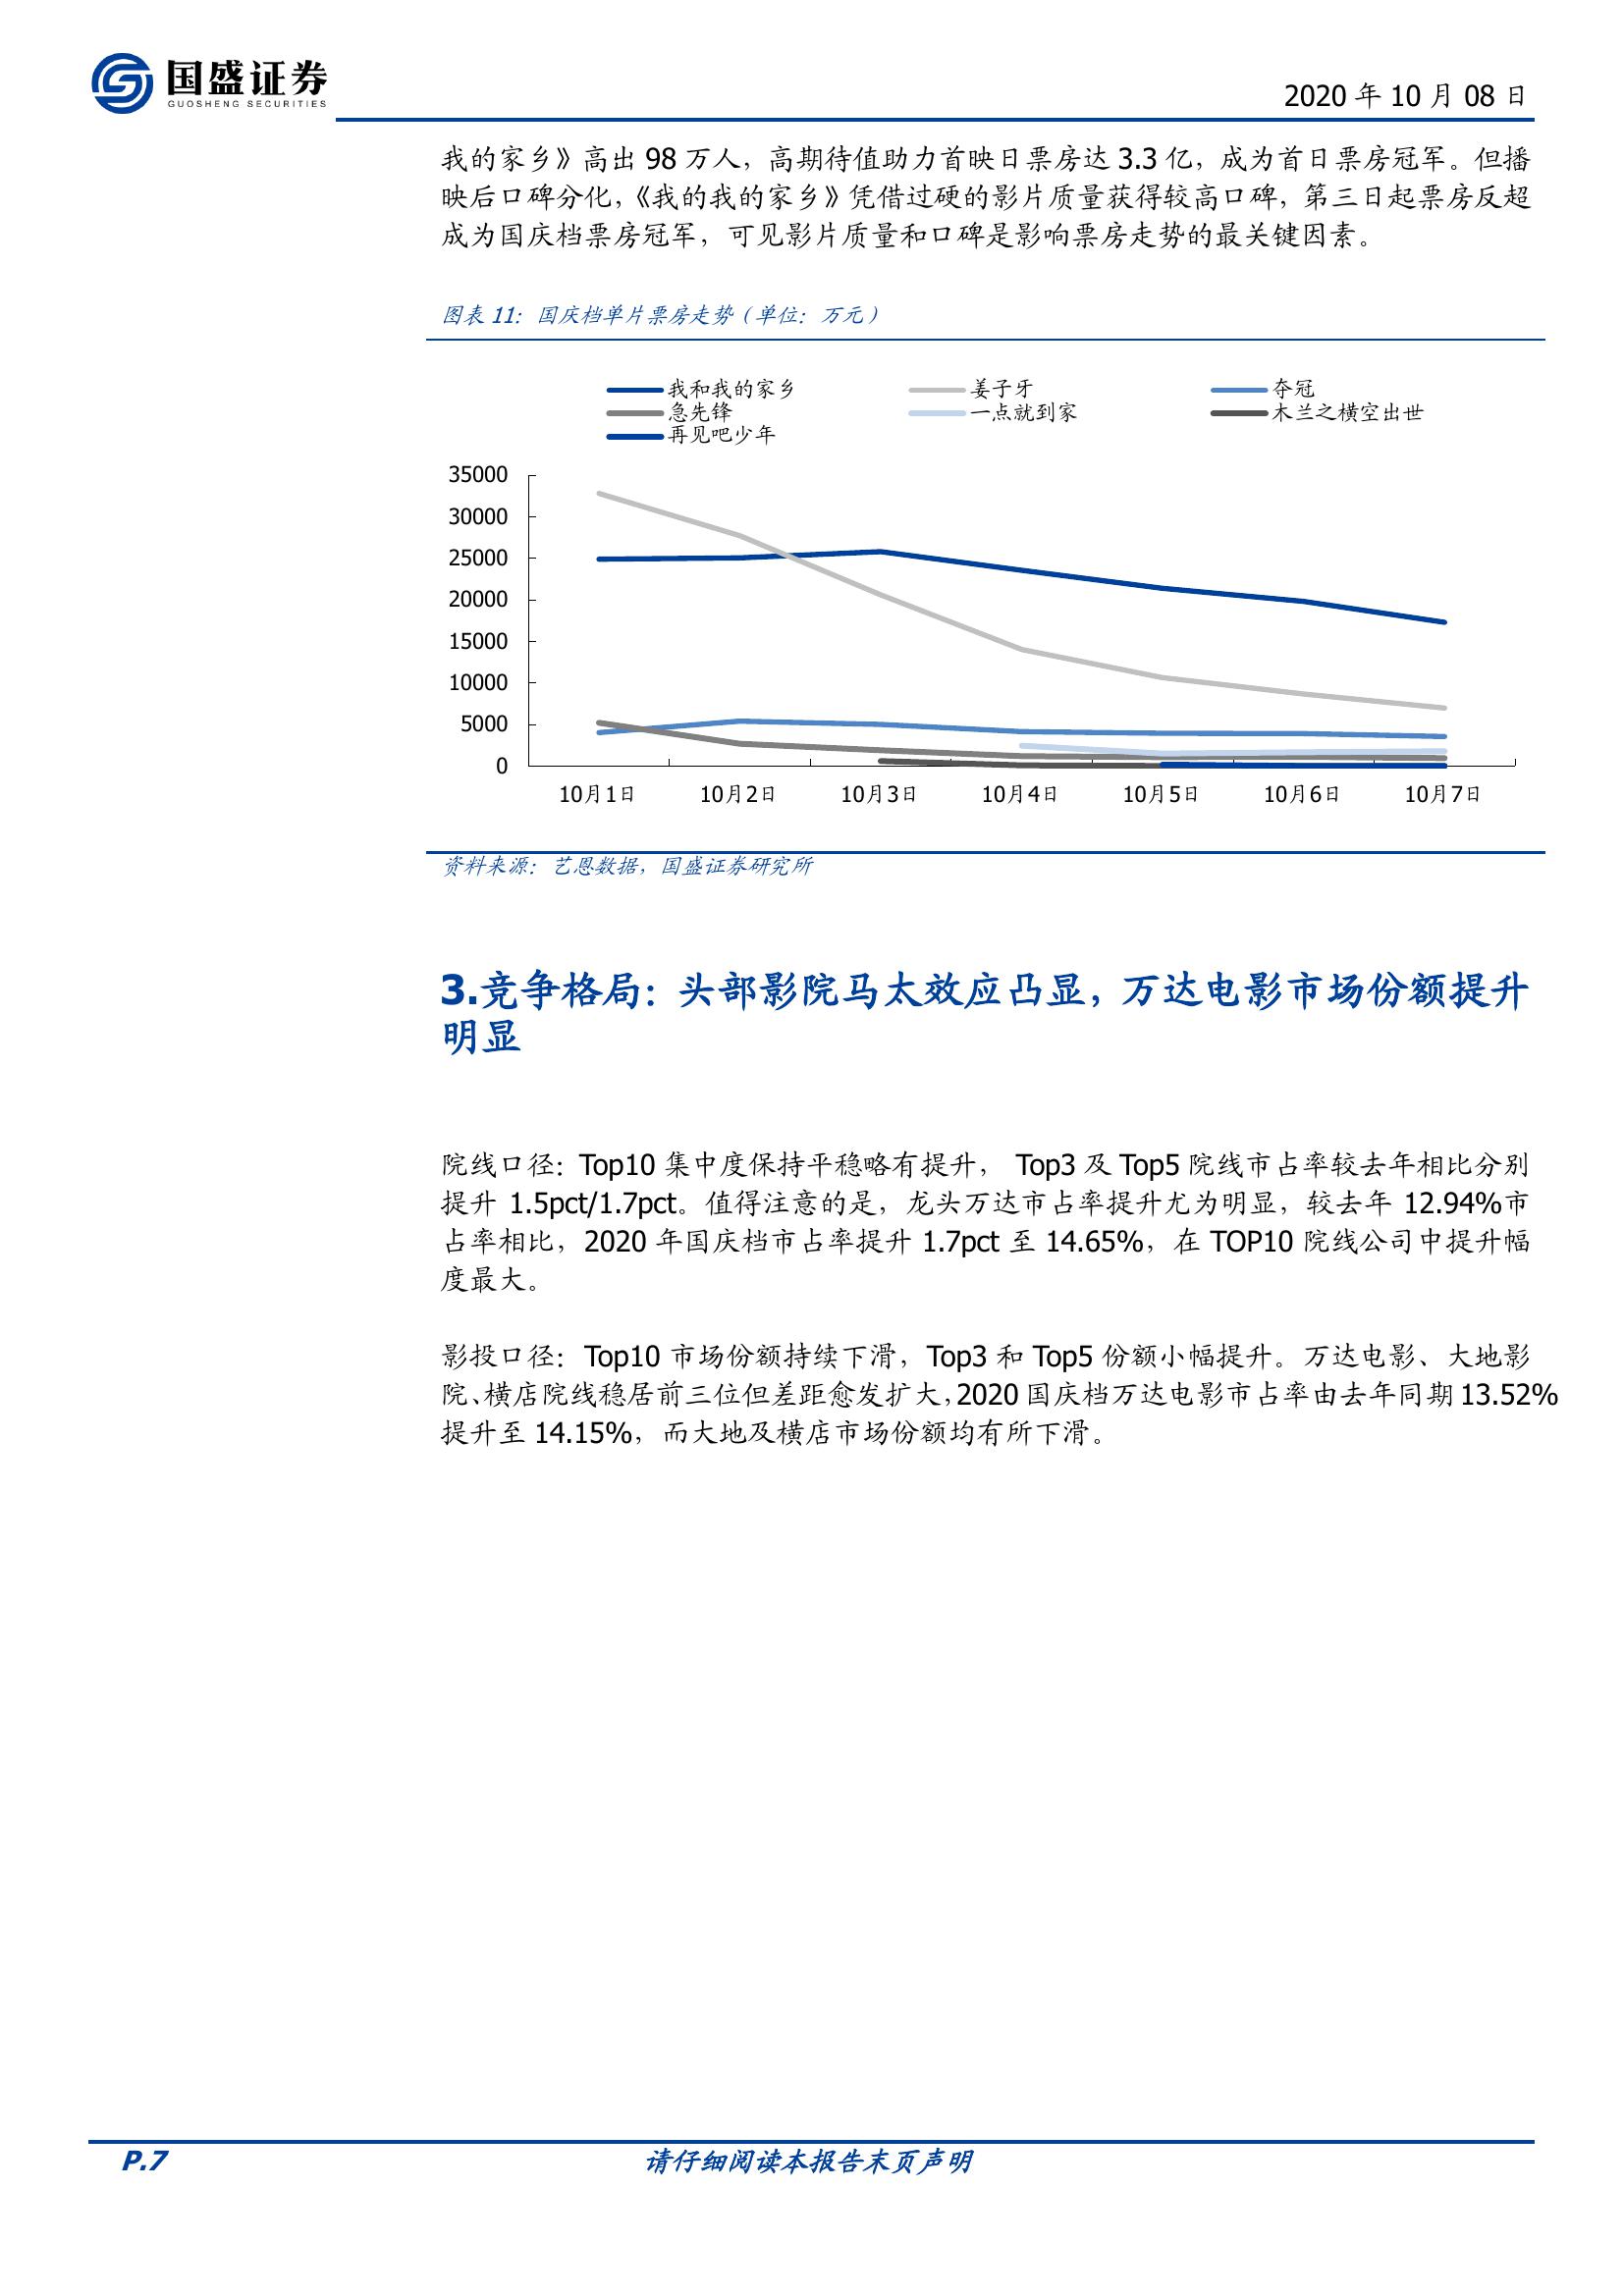 国盛证券
GUOSHENG SECURITIES
2020 年 10 月 08 日
我的家乡》高出 98 万人，高期待值助力首映日票房达 3.3 亿，成为首日票房冠军。但播
映后口碑分化，《我的我的家乡》凭借过硬的影片质量获得较高口碑，第三日起票房反超
成为国庆档票房冠军，可见影片质量和口碑是影响票房走势的最关键因素。
图表 11：国庆档单片票房走势（单位：万元）
我和我的家乡 姜子牙 夺冠
急先锋 一点就到家 木兰之横空出世
再见吧少年
35000
30000
25000
20000
15000
10000
5000
0
10月1日 10月2日 10月3日 10月4日 10月5日 10月6日 10月7日
资料来源：艺恩数据，国盛证券研究所
3.竞争格局：头部影院马太效应凸显，万达电影市场份额提升
明显
院线口径：Top10 集中度保持平稳略有提升， Top3 及 Top5 院线市占率较去年相比分别
提升 1.5pct/1.7pct。值得注意的是，龙头万达市占率提升尤为明显，较去年 12.94%市
占率相比，2020 年国庆档市占率提升 1.7pct 至 14.65%，在 TOP10 院线公司中提升幅
度最大。
影投口径：Top10 市场份额持续下滑，Top3 和 Top5 份额小幅提升。万达电影、大地影
院、横店院线稳居前三位但差距愈发扩大，2020 国庆档万达电影市占率由去年同期 13.52%
提升至 14.15%，而大地及横店市场份额均有所下滑。
P.7 请仔细阅读本报告末页声明